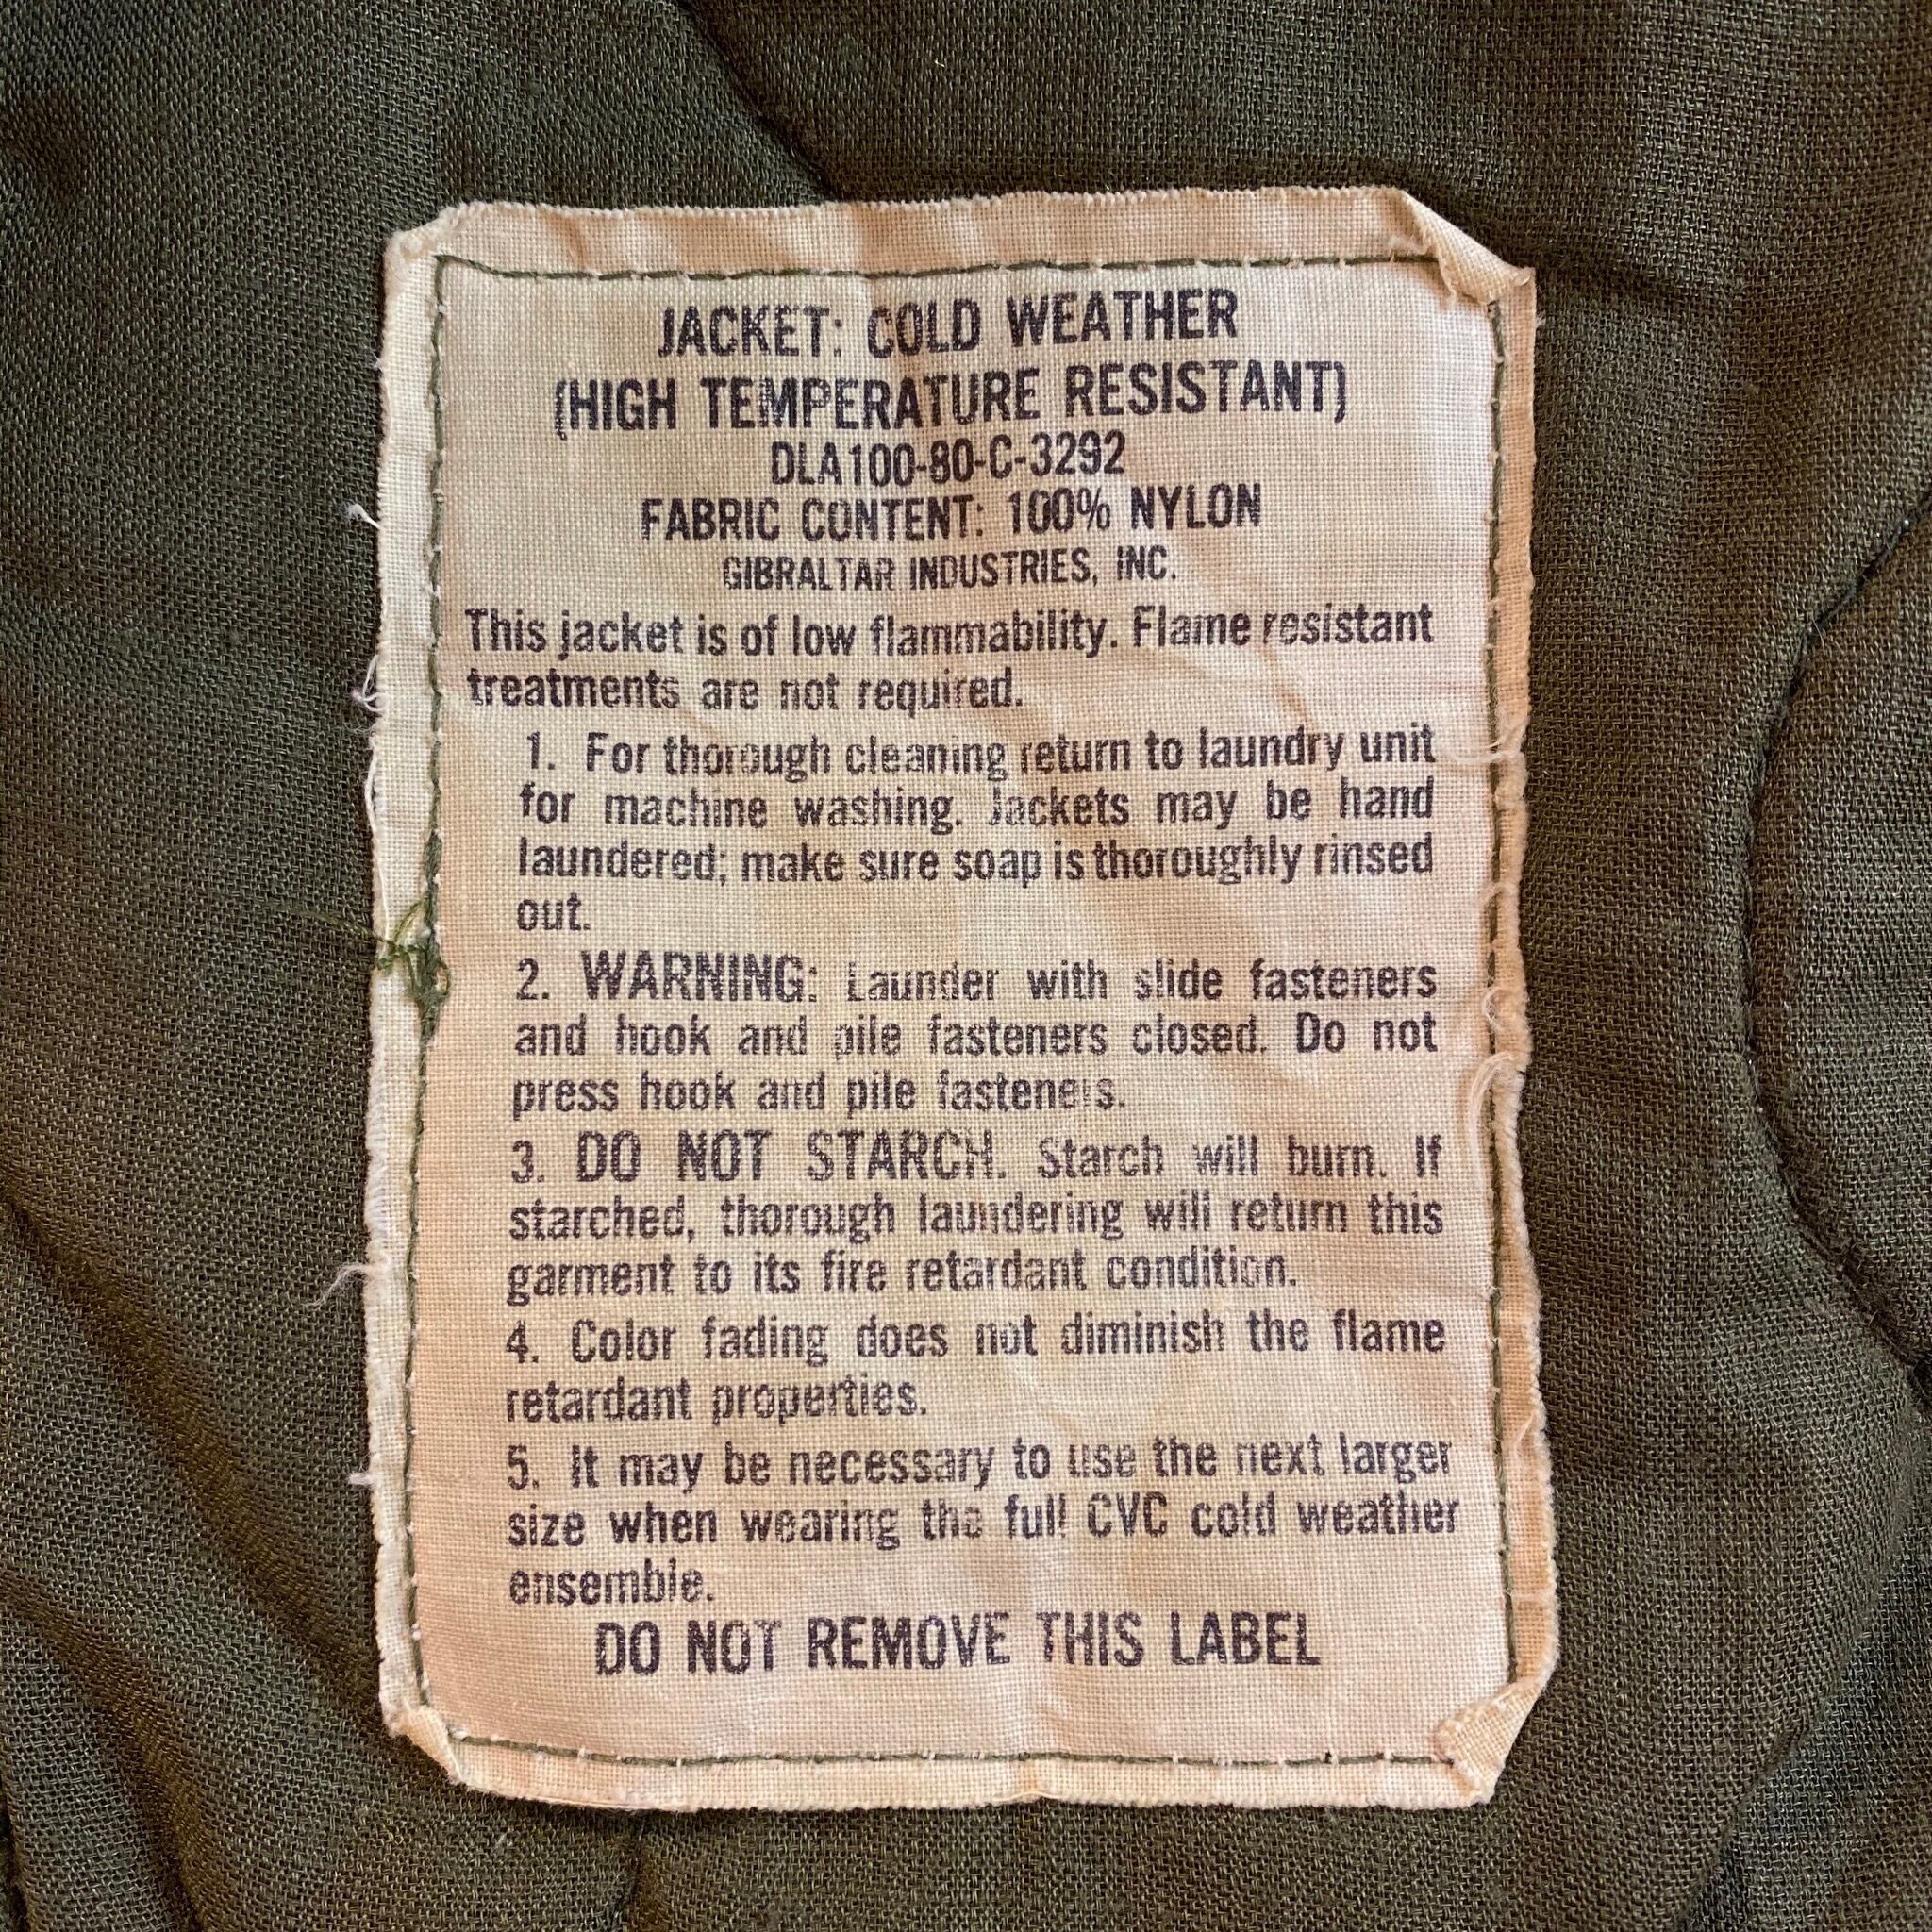 JACKET: COLD WEATHER
(HIGH TEMPERATURE RESISTANT)
DLA100-80-C-3292
FABRIC CONTENT: 100% NYLON
GIBRALTAR INDUSTRIES, INC.
This jacket is of low flammability. Flame resistant
treatments are not required.
1. For thorough cleaning return to laundry unit
for machine washing. Jackets may be hand
laundered; make sure soap is thoroughly rinsed
out.
2. WARNING: Launder with slide fasteners
and hook and pile fasteners closed. Do not
press hook and pile fasteners.
3. DO NOT STARCH. Starch will burn. If
starched, thorough laundering will return this
garment to its fire retardant condition.
4. Color fading does not diminish the flame
retardant properties.
5. It may be necessary to use the next larger
size when wearing the full CVC cold weather
ensemble.
DO NOT REMOVE THIS LABEL